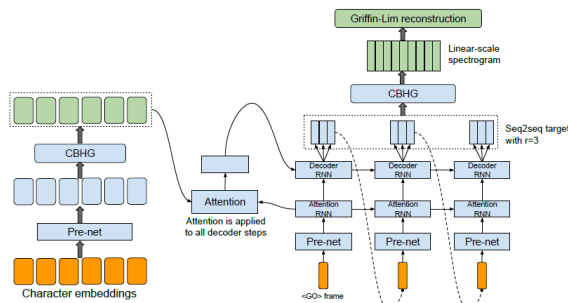 Griffin-Lim reconstruction
Linear-scale
spectrogram
CBHG
Seq2seq target
with r=3
CBHG
Decoder
RNN
Decoder
RNN
Decoder
RNN
Attention
Attention is applied
to all decoder steps
Attention
RNN
Attention
RNN
Attention
RNN
Pre-net
Pre-net
Pre-net
Pre-net
Character embeddings
<GO> frame